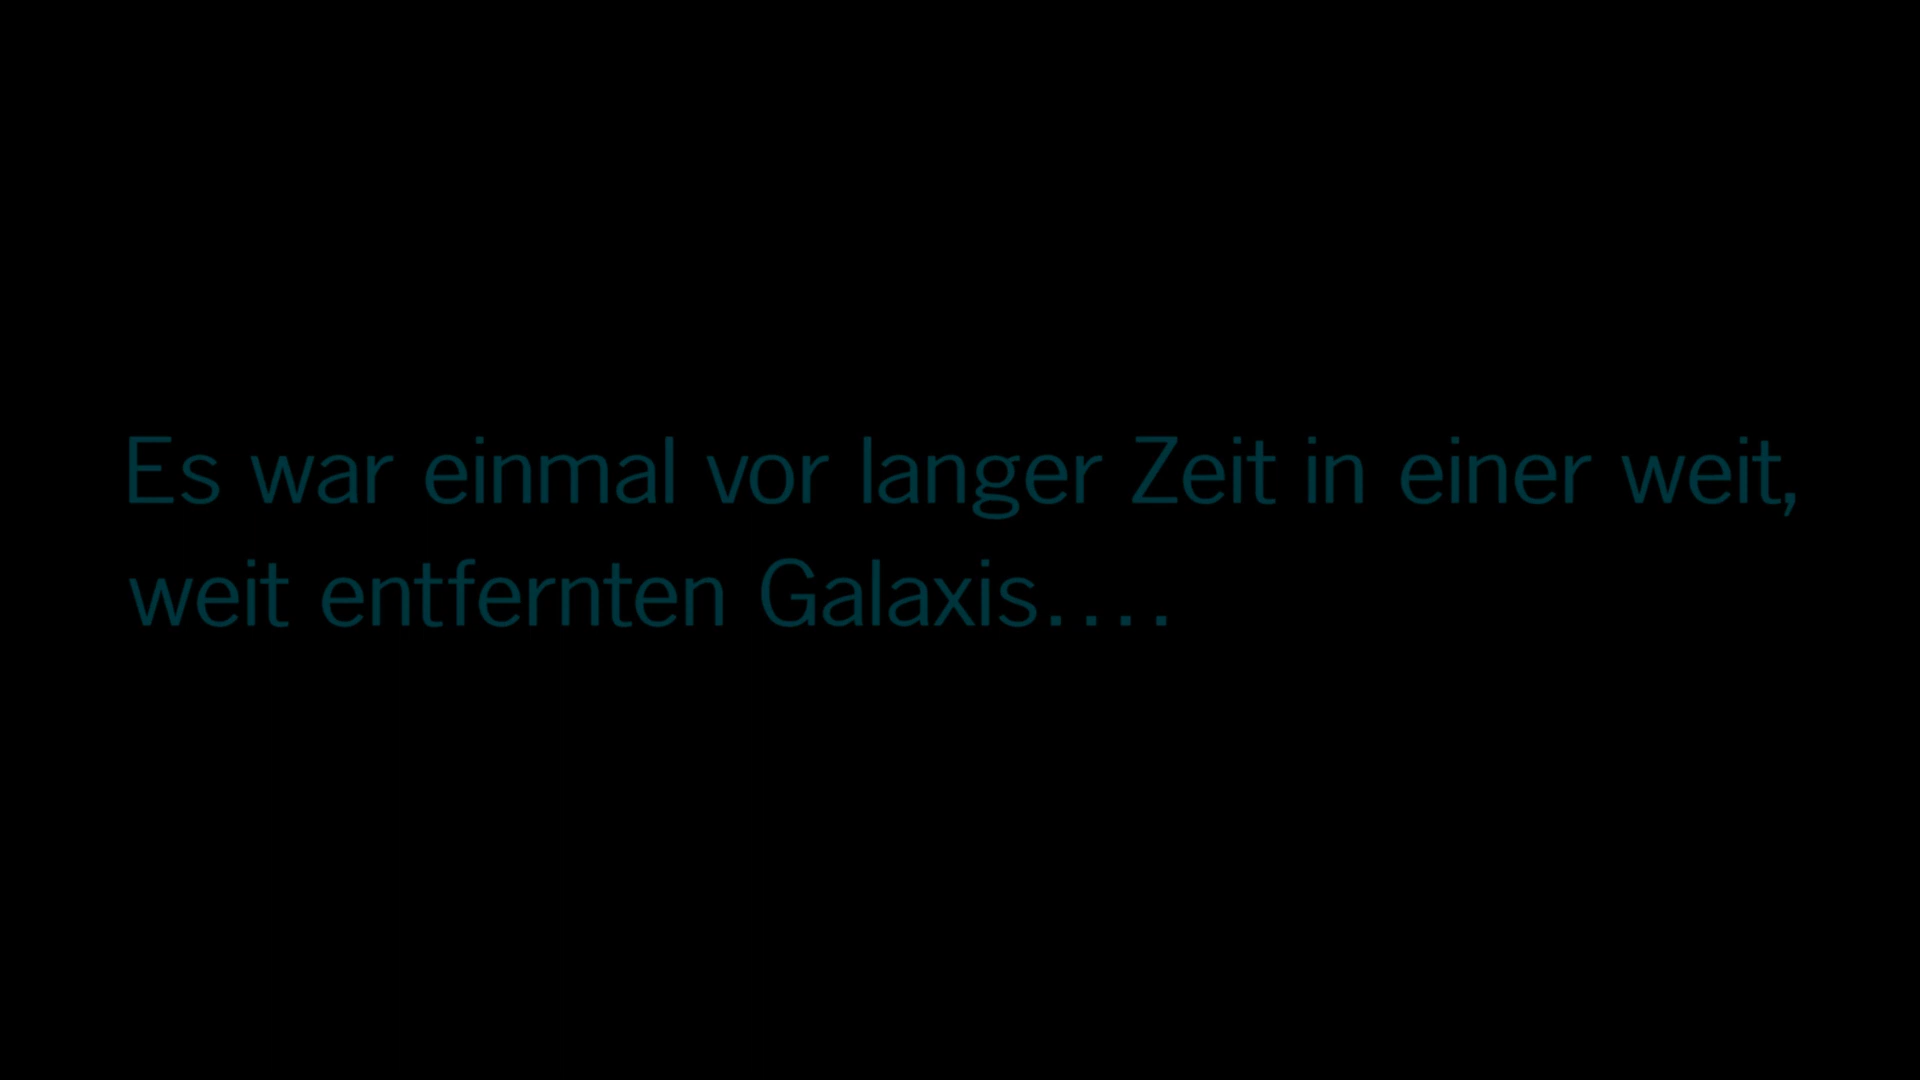 Es war einmal vor langer Zeit in einer weit,
weit entfernten Galaxis....